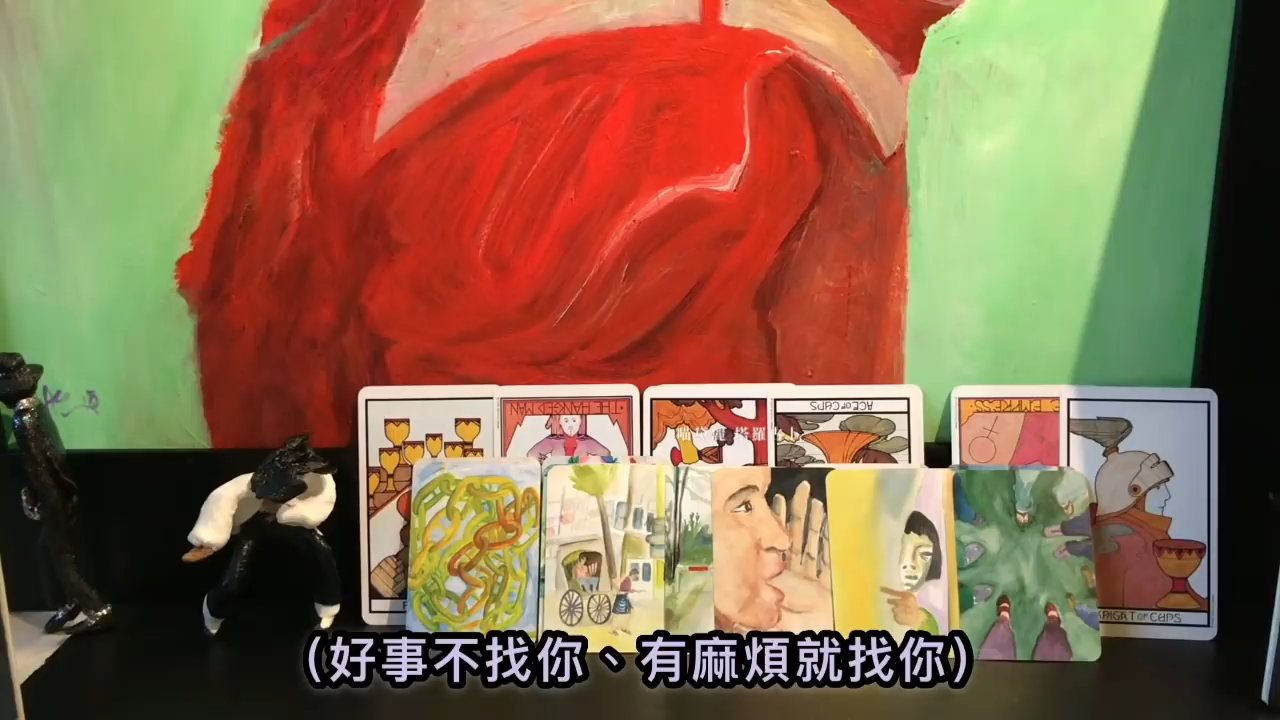 THE HANGED MAN
ACE OF CUPS
EMPRESS
KNIGHT OF CUPS
(好事不找你、有麻煩就找你)